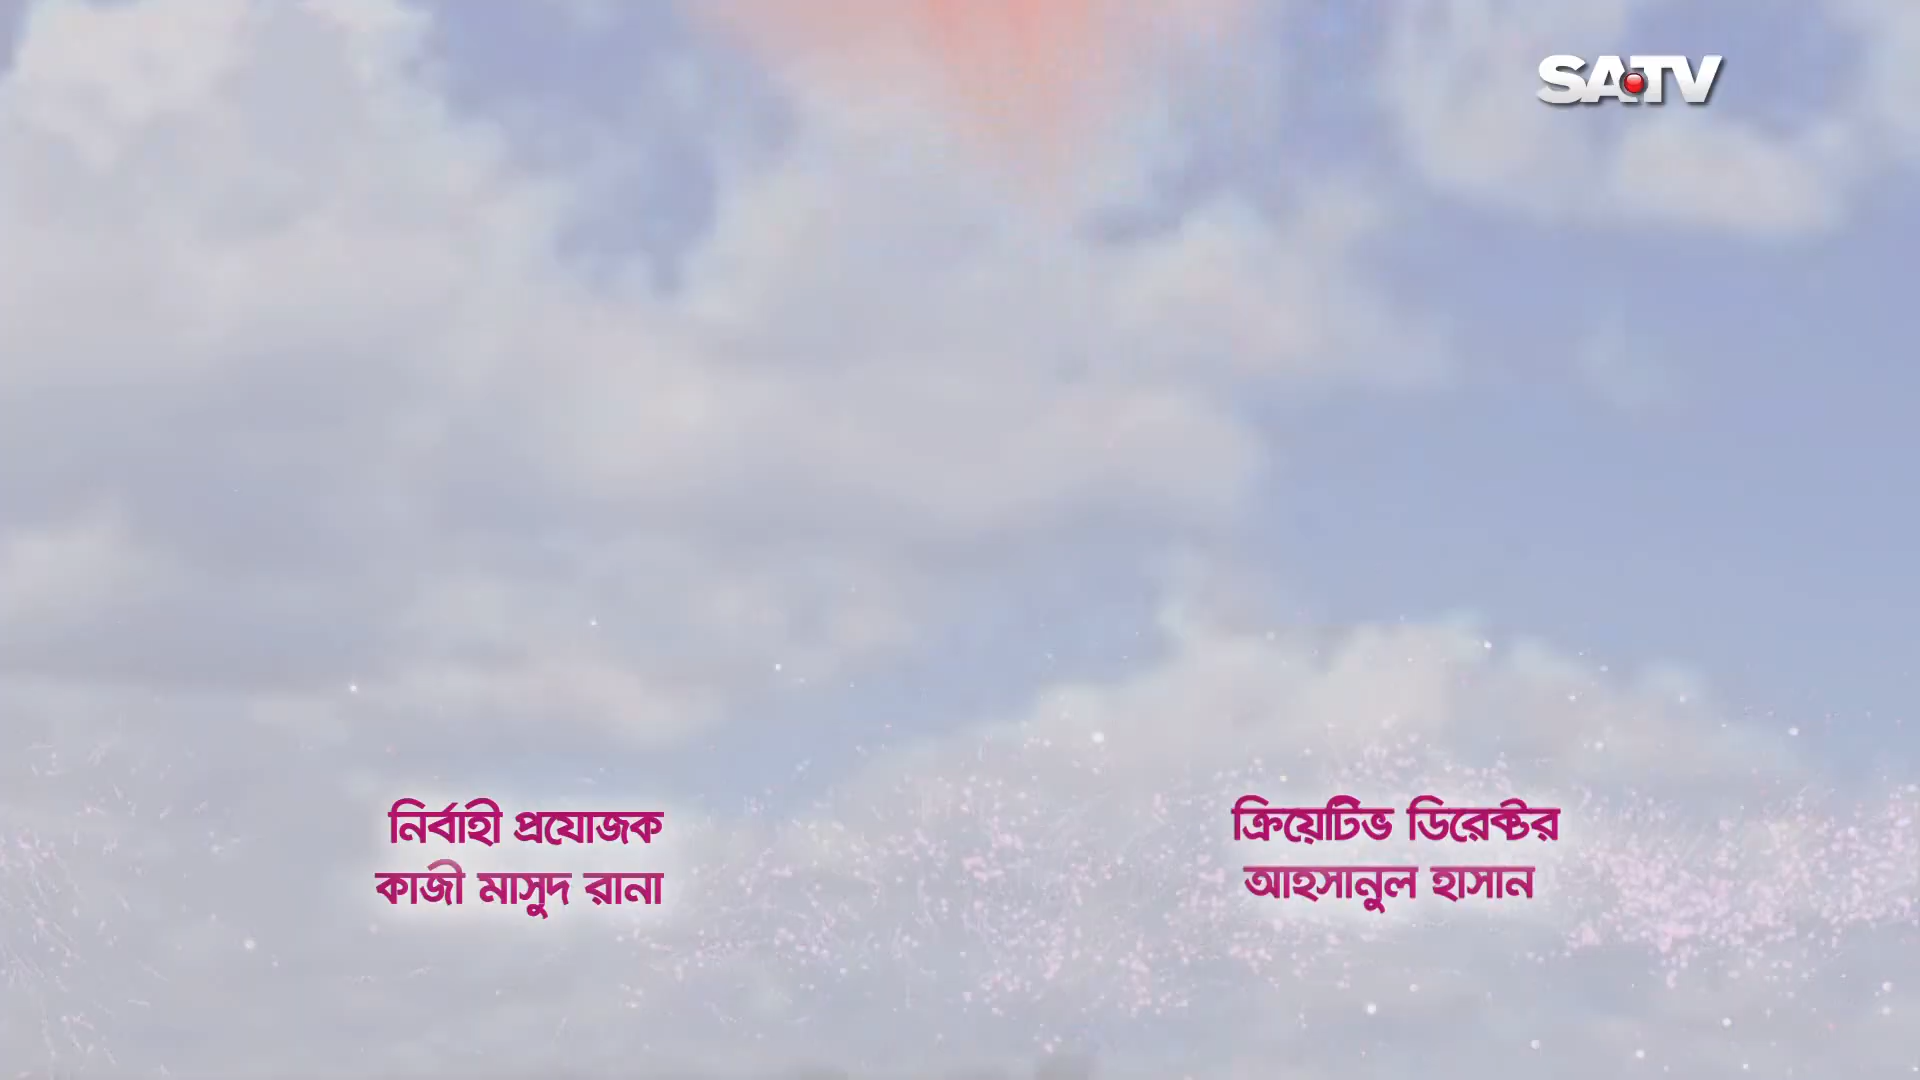 SATV
নির্বাহী প্রযোজক
কাজী মাসুদ রানা
ক্রিয়েটিভ ডিরেক্টর
আহসানুল হাসান